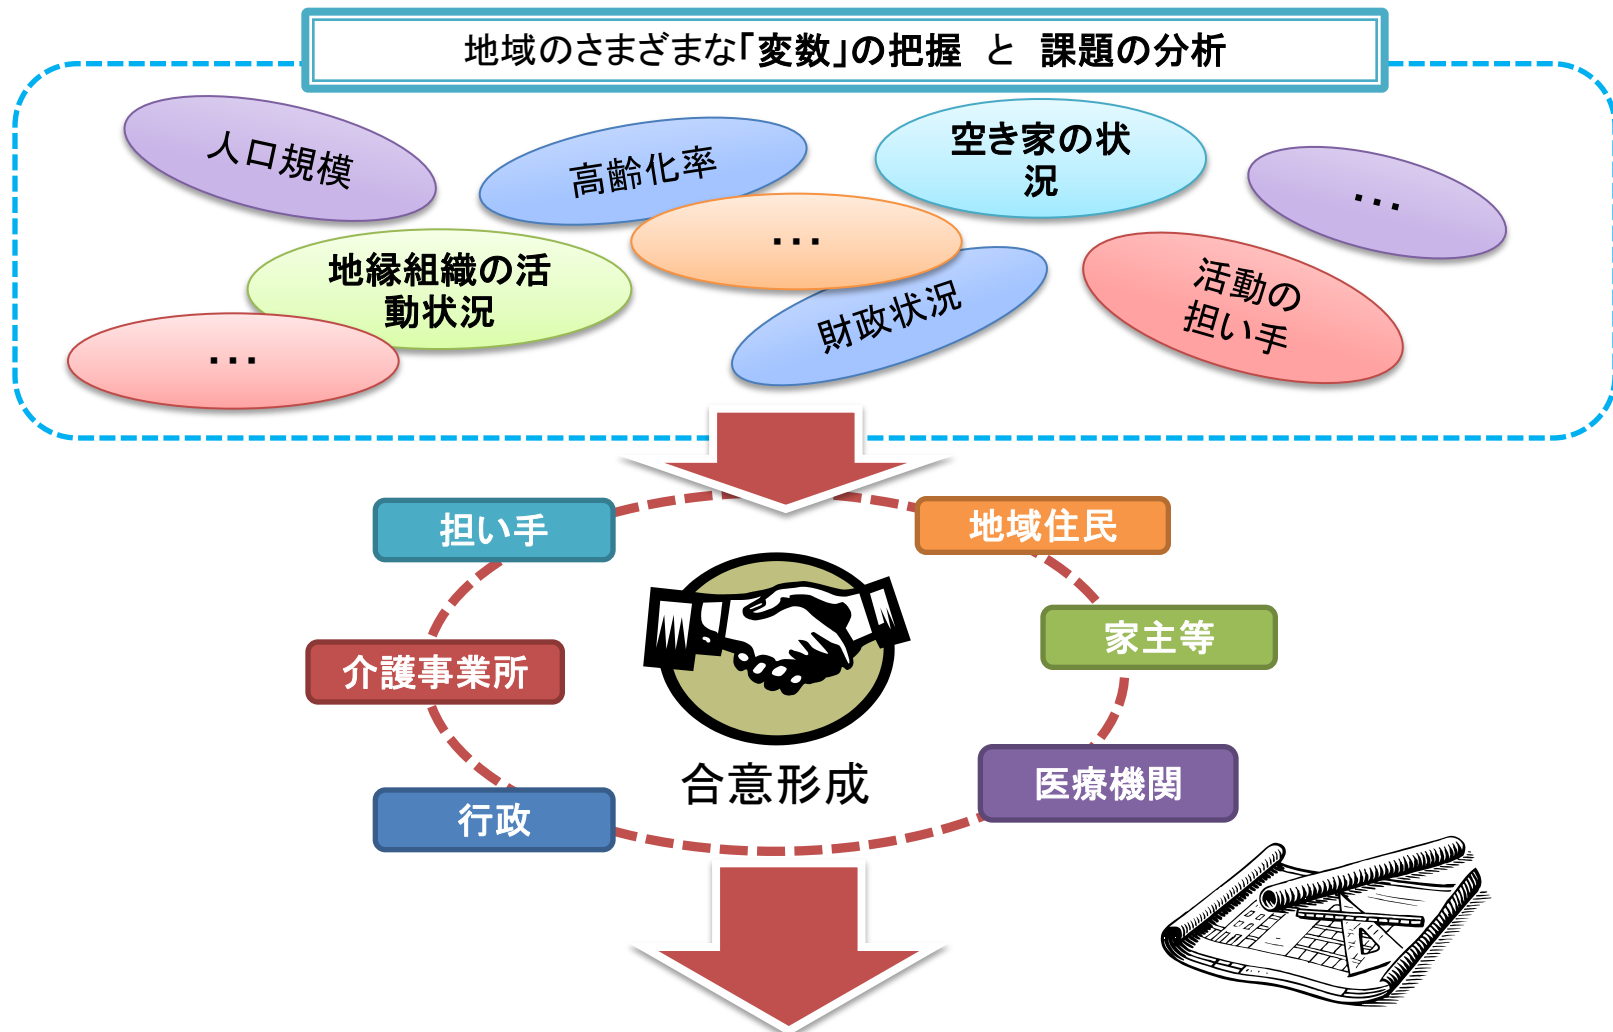 地域のさまざまな「変数」の把握　と　課題の分析
人口規模
高齢化率
空き家の状
況
・・・
・・・
地縁組織の活
動状況
財政状況
活動の
担い手
・・・
担い手
地域住民
介護事業所
家主等
合意形成
医療機関
行政